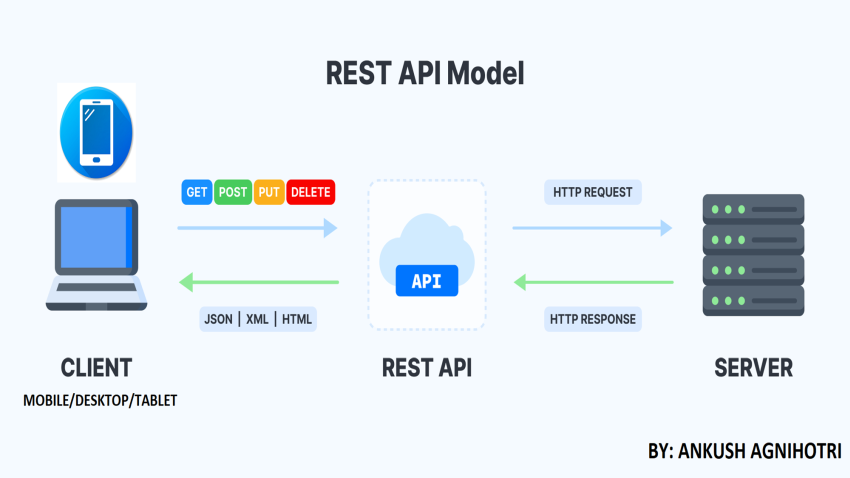 REST API Model
GET POST PUT DELETE
HTTP REQUEST
API
JSON | XML | HTML
HTTP RESPONSE
CLIENT
REST API
SERVER
MOBILE/DESKTOP/TABLET
BY: ANKUSH AGNIHOTRI